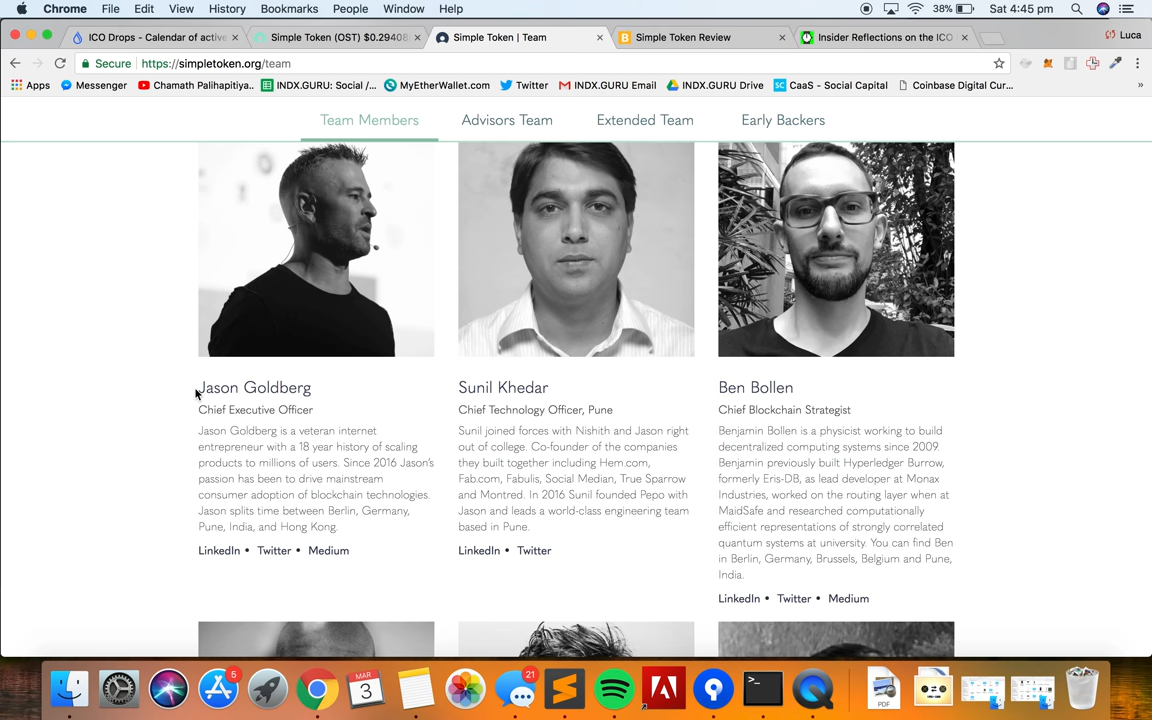 Chrome File Edit View History Bookmarks People Window Help 38% Sat 4:45 pm
ICO Drops - Calendar of active Simple Token (OST) $0.29408 Simple Token | Team Simple Token Review Insider Reflections on the ICO Luca
Secure https://simpletoken.org/team
Apps Messenger Chamath Palihapitiya... INDX.GURU: Social /... MyEtherWallet.com Twitter INDX.GURU Email INDX.GURU Drive CaaS - Social Capital Coinbase Digital Cur... »
Team Members Advisors Team Extended Team Early Backers
Jason Goldberg
Chief Executive Officer
Jason Goldberg is a veteran internet
entrepreneur with a 18 year history of scaling
products to millions of users. Since 2016 Jason's
passion has been to drive mainstream
consumer adoption of blockchain technologies.
Jason splits time between Berlin, Germany,
Pune, India, and Hong Kong.
LinkedIn • Twitter • Medium
Sunil Khedar
Chief Technology Officer, Pune
Sunil joined forces with Nishith and Jason right
out of college. Co-founder of the companies
they built together including Hem.com,
Fab.com, Fabulis, Social Median, True Sparrow
and Montred. In 2016 Sunil founded Pepo with
Jason and leads a world-class engineering team
based in Pune.
LinkedIn • Twitter
Ben Bollen
Chief Blockchain Strategist
Benjamin Bollen is a physicist working to build
decentralized computing systems since 2009.
Benjamin previously built Hyperledger Burrow,
formerly Eris-DB, as lead developer at Monax
Industries, worked on the routing layer when at
MaidSafe and researched computationally
efficient representations of strongly correlated
quantum systems at university. You can find Ben
in Berlin, Germany, Brussels, Belgium and Pune,
India.
LinkedIn • Twitter • Medium
5 MAR 3 21 PDF